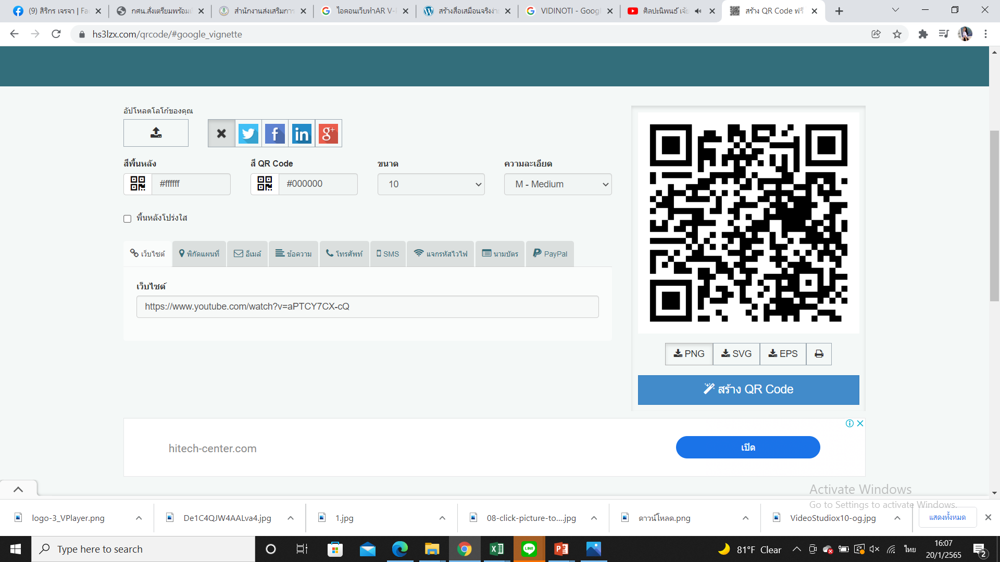 (9) สิริกร เจรจา | Fa
กศน.สั่งเตรียมพร้อม
สำนักงานส่งเสริมการ
ไอคอนเว็บทำAR V-
สร้างสื่อเสมือนจริงง่า
VIDINOTI - Goog
ศิลปะนิพนธ์ เจ้ย
สร้าง QR Code ฟรี
hs3lzx.com/qrcode/#google_vignette
อัปโหลดโลโก้ของคุณ
สีพื้นหลัง
สี QR Code
ขนาด
ความละเอียด
#ffffff
#000000
10
M - Medium
พื้นหลังโปร่งใส
เว็บไซต์
พิกัดแผนที่
อีเมล์
ข้อความ
โทรศัพท์
SMS
แจกรหัสไวไฟ
นามบัตร
PayPal
เว็บไซต์
https://www.youtube.com/watch?v=aPTCY7CX-cQ
PNG
SVG
EPS
สร้าง QR Code
hitech-center.com
เปิด
Activate Windows
Go to Settings to activate Windows.
logo-3_VPlayer.png
De1C4QJW4AALva4.jpg
1.jpg
08-click-picture-to....jpg
ดาวน์โหลด.png
VideoStudiox10-og.jpg
แสดงทั้งหมด
Type here to search
81°F Clear
ไทย
16:07
20/1/2565
2